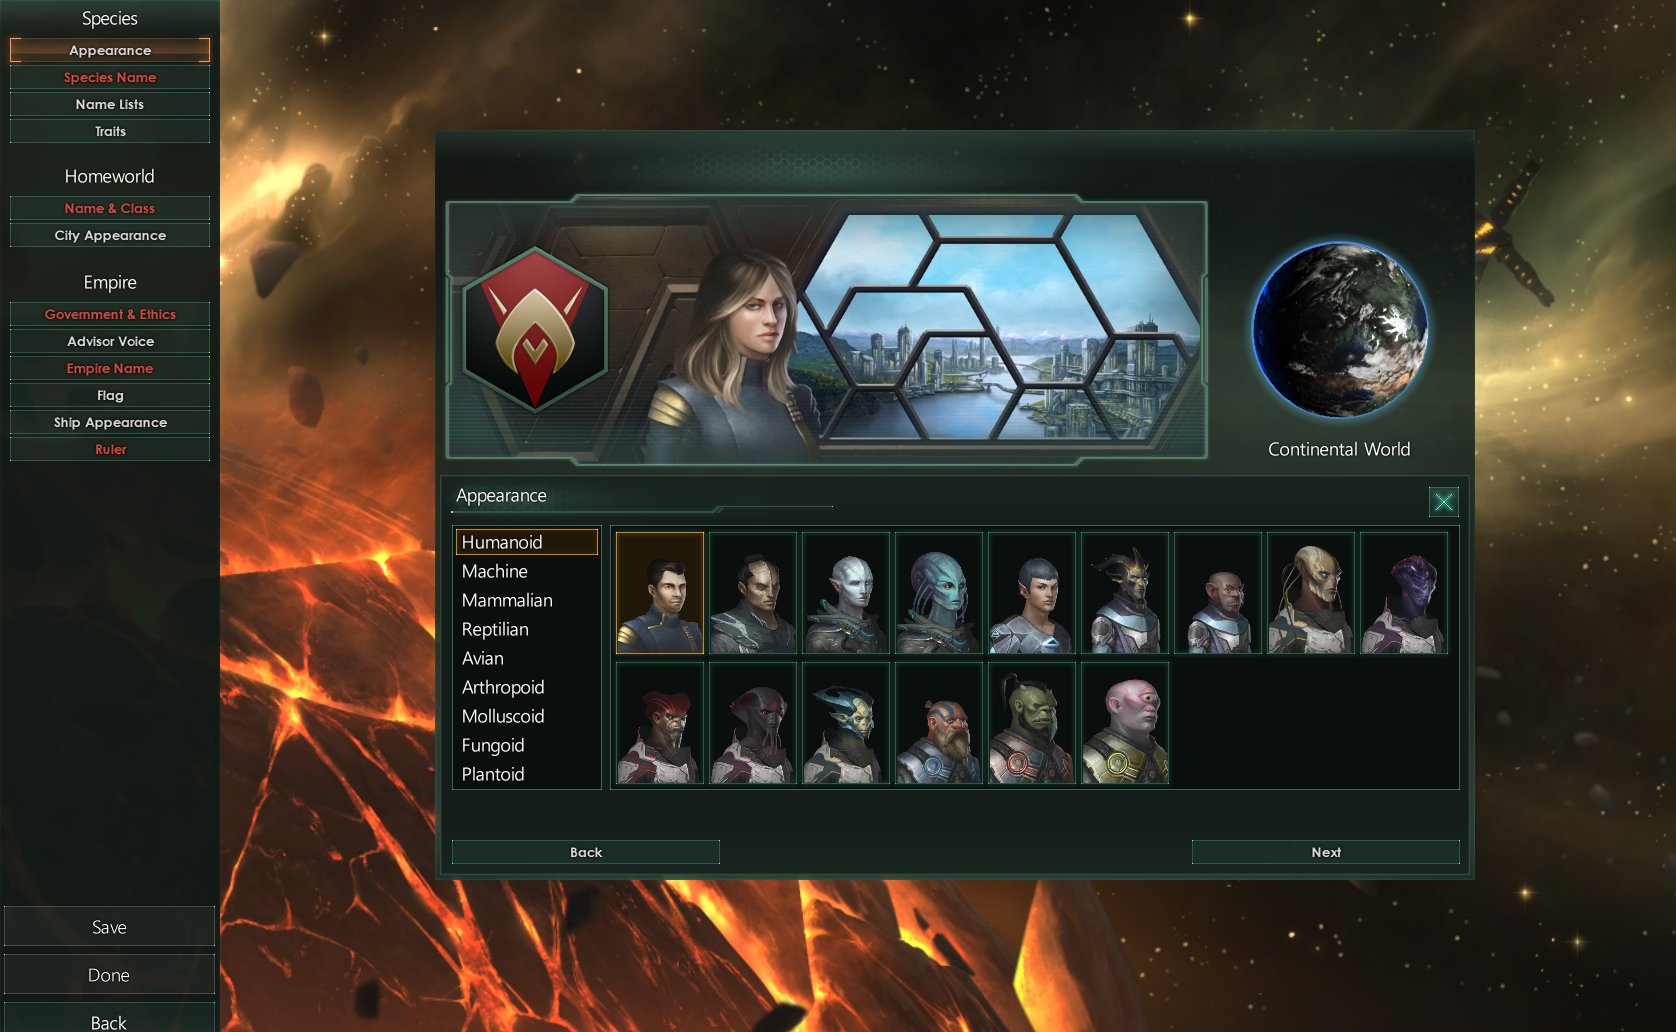 Species
Appearance
Species Name
Name Lists
Traits
Homeworld
Name & Class
City Appearance
Empire
Government & Ethics
Advisor Voice
Empire Name
Flag
Ship Appearance
Ruler
Save
Done
Back
Continental World
Appearance
Humanoid
Machine
Mammalian
Reptilian
Avian
Arthropoid
Molluscoid
Fungoid
Plantoid
Back
Next